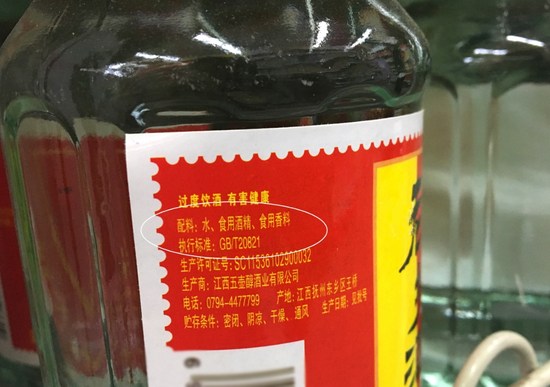 过度饮酒 有害健康
配料：水、食用酒精、食用香料
执行标准：GB/T20821
生产许可证号：SC11536102900032
生产商：江西五壶醇酒业有限公司
电话：0794-4477799 产地：江西抚州东乡区王桥
贮存条件：密闭、阴凉、干燥、通风 生产日期：见批号